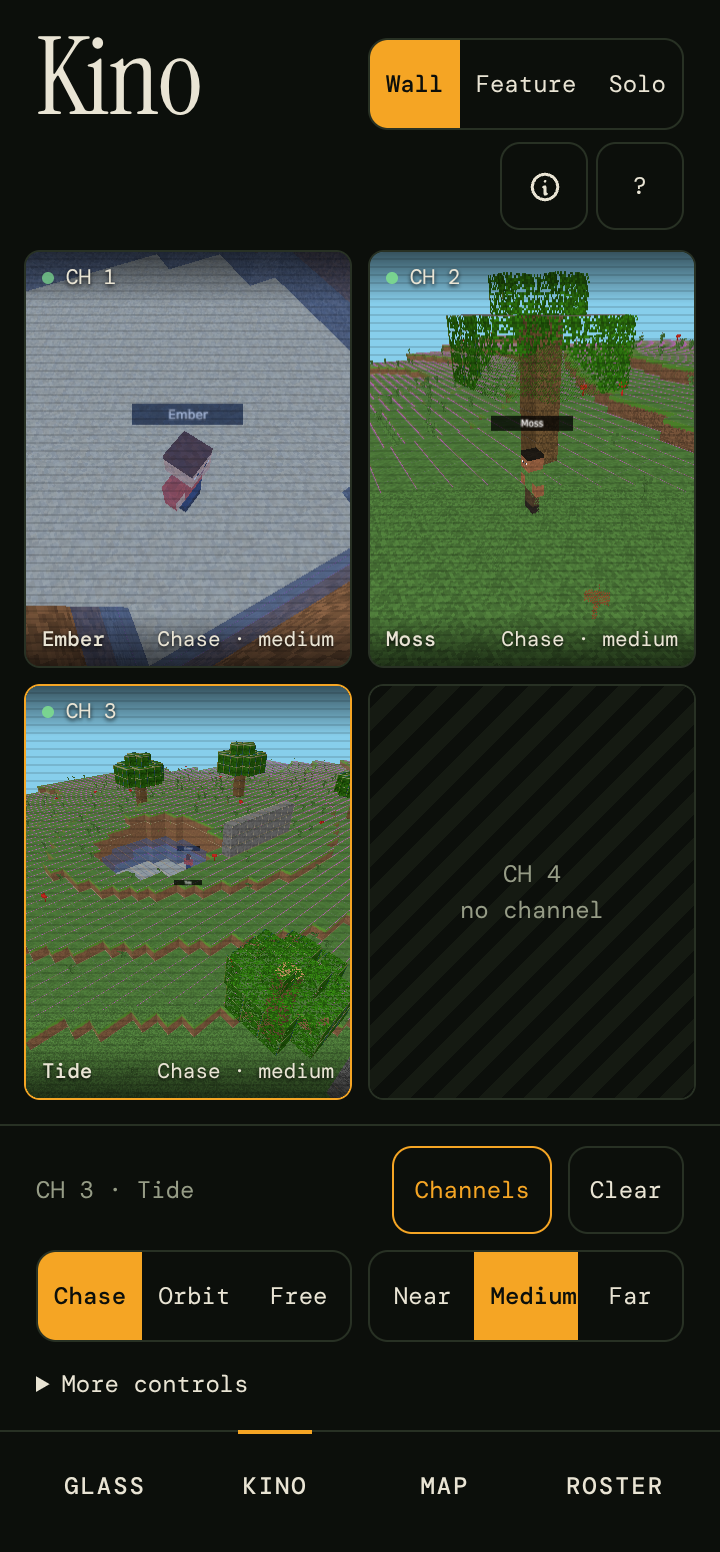 Kino
Wall Feature Solo
?
CH 1
Ember
Ember Chase · medium
CH 2
Moss
Moss Chase · medium
CH 3
Tide Chase · medium
CH 4
no channel
CH 3 · Tide
Channels Clear
Chase Orbit Free
Near Medium Far
More controls
GLASS KINO MAP ROSTER